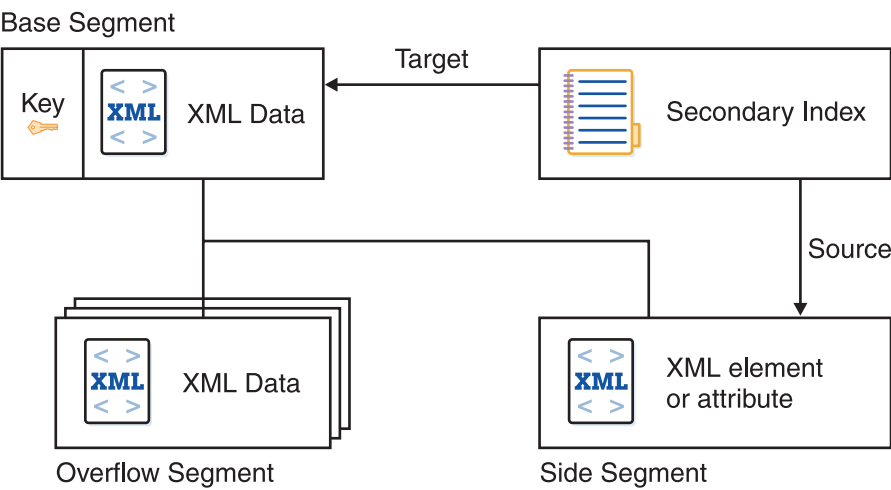 Base Segment
Target
Key
< >
XML
< >
XML Data
Secondary Index
Source
< >
XML
< >
XML Data
< >
XML
< >
XML element
or attribute
Overflow Segment
Side Segment